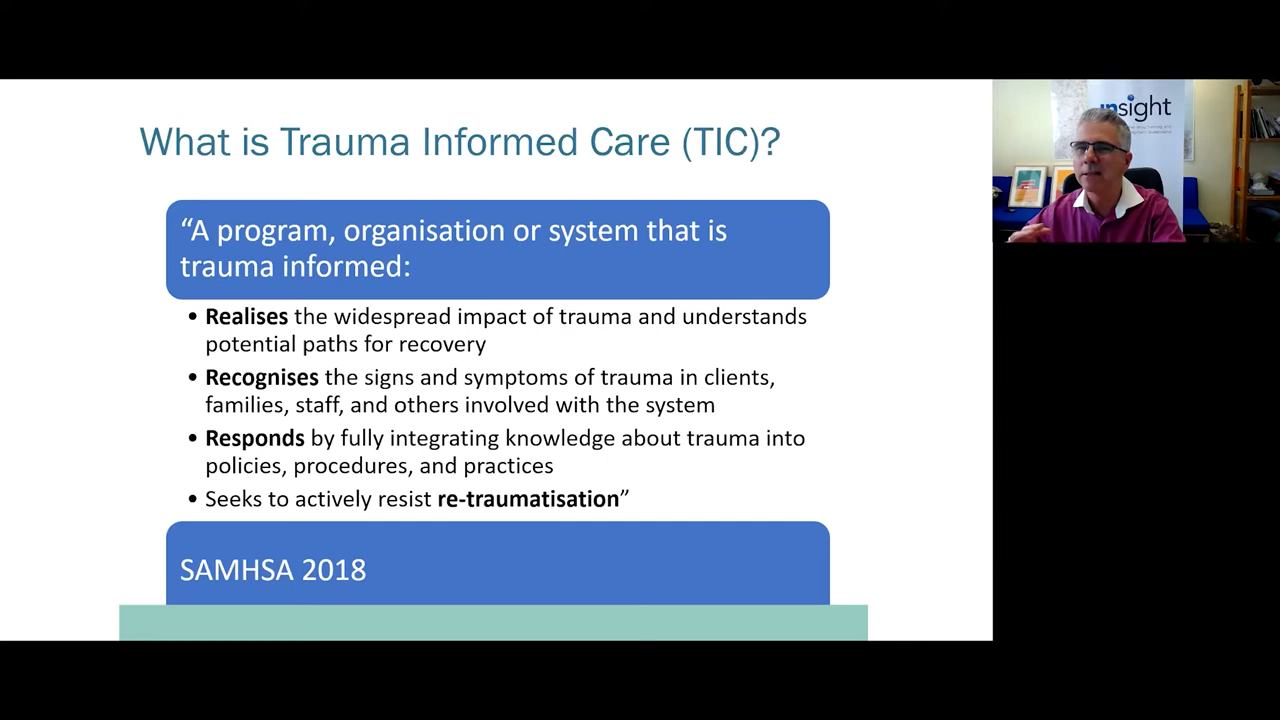 What is Trauma Informed Care (TIC)?
“A program, organisation or system that is
trauma informed:
• Realises the widespread impact of trauma and understands
potential paths for recovery
• Recognises the signs and symptoms of trauma in clients,
families, staff, and others involved with the system
• Responds by fully integrating knowledge about trauma into
policies, procedures, and practices
• Seeks to actively resist re-traumatisation”
SAMHSA 2018
insight